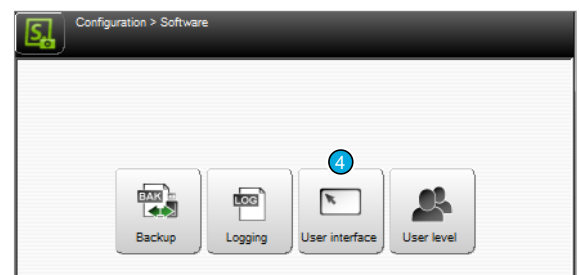 Configuration > Software
S
4
BAK
LOG
Backup
Logging
User interface
User level